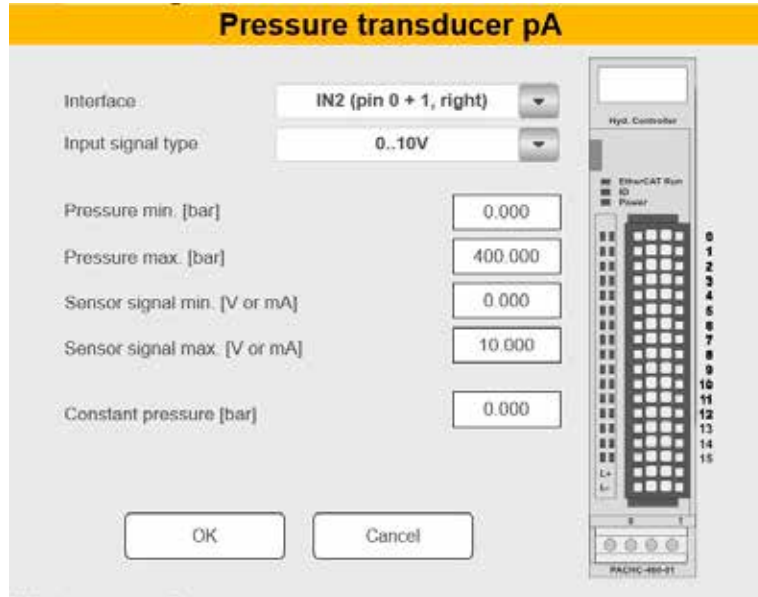 Pressure transducer pA
Interface
IN2 (pin 0 + 1, right)
Input signal type
0..10V
Pressure min. [bar]
0.000
Pressure max. [bar]
400.000
Sensor signal min. [V or mA]
0.000
Sensor signal max. [V or mA]
10.000
Constant pressure [bar]
0.000
OK
Cancel
Hyd. Controller
EtherCAT Run
IO
Power
0
1
2
3
4
5
6
7
8
9
10
11
12
13
14
15
L+
L-
0 1